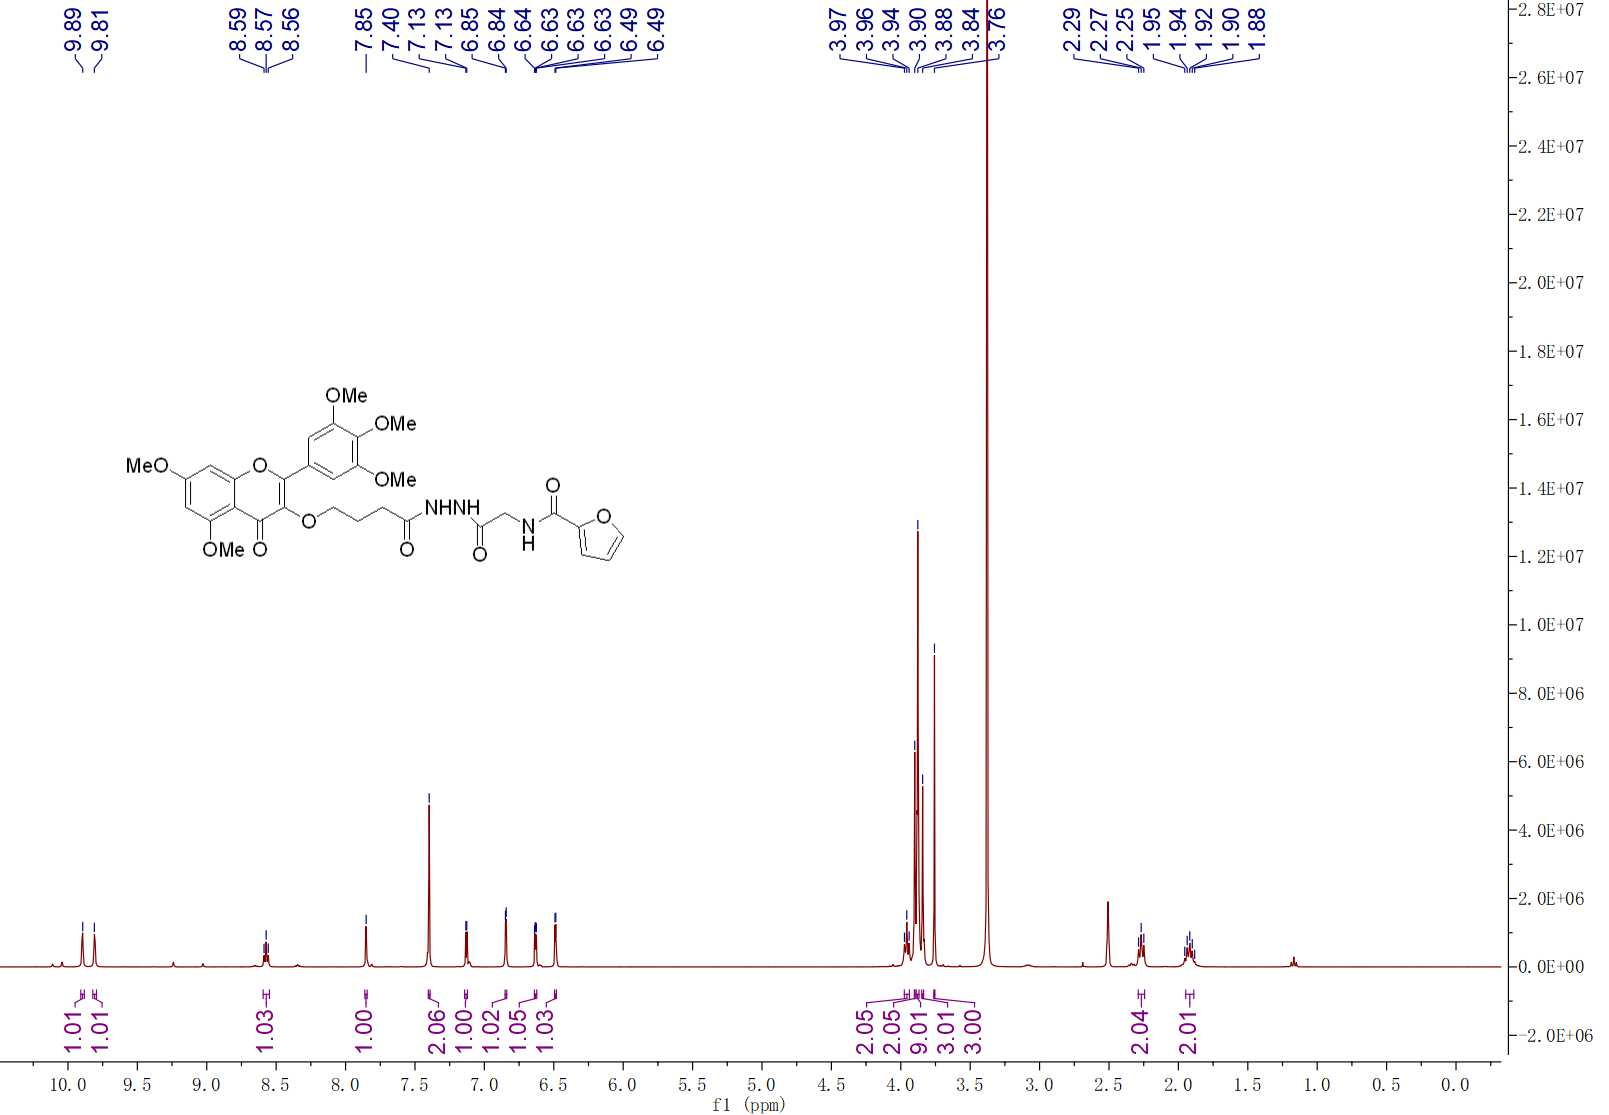 9.89
9.81
8.59
8.57
8.56
7.85
7.40
7.13
7.13
6.85
6.84
6.64
6.63
6.63
6.63
6.49
6.49
3.97
3.96
3.94
3.90
3.88
3.84
3.76
2.29
2.27
2.25
1.95
1.94
1.92
1.90
1.88
2.8E+07
2.6E+07
2.4E+07
2.2E+07
2.0E+07
1.8E+07
1.6E+07
1.4E+07
1.2E+07
1.0E+07
8.0E+06
6.0E+06
4.0E+06
2.0E+06
0.0E+00
-2.0E+06
OMe
OMe
MeO
O
OMe
O
O
NHNH
N
H
O
OMe
O
O
O
1.01
1.01
1.03
1.00
2.06
1.00
1.02
1.05
1.03
2.05
2.05
9.01
3.01
3.00
2.04
2.01
10.0 9.5 9.0 8.5 8.0 7.5 7.0 6.5 6.0 5.5 5.0 4.5 4.0 3.5 3.0 2.5 2.0 1.5 1.0 0.5 0.0
f1 (ppm)